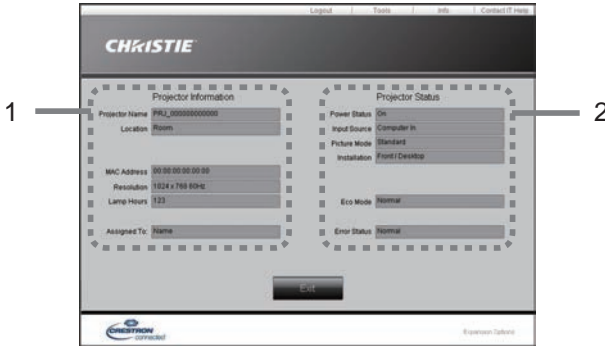 Logout Tools Info Contact IT Help
CHRISTIE
1
2
Projector Information
Projector Name PRJ_000000000000
Location Room
MAC Address 00:00:00:00:00:00
Resolution 1024 x 768 60Hz
Lamp Hours 123
Assigned To: Name
Projector Status
Power Status On
Input Source Computer In
Picture Mode Standard
Installation Front / Desktop
Eco Mode Normal
Error Status Normal
Exit
CRESTRON
connected
Expansion Options